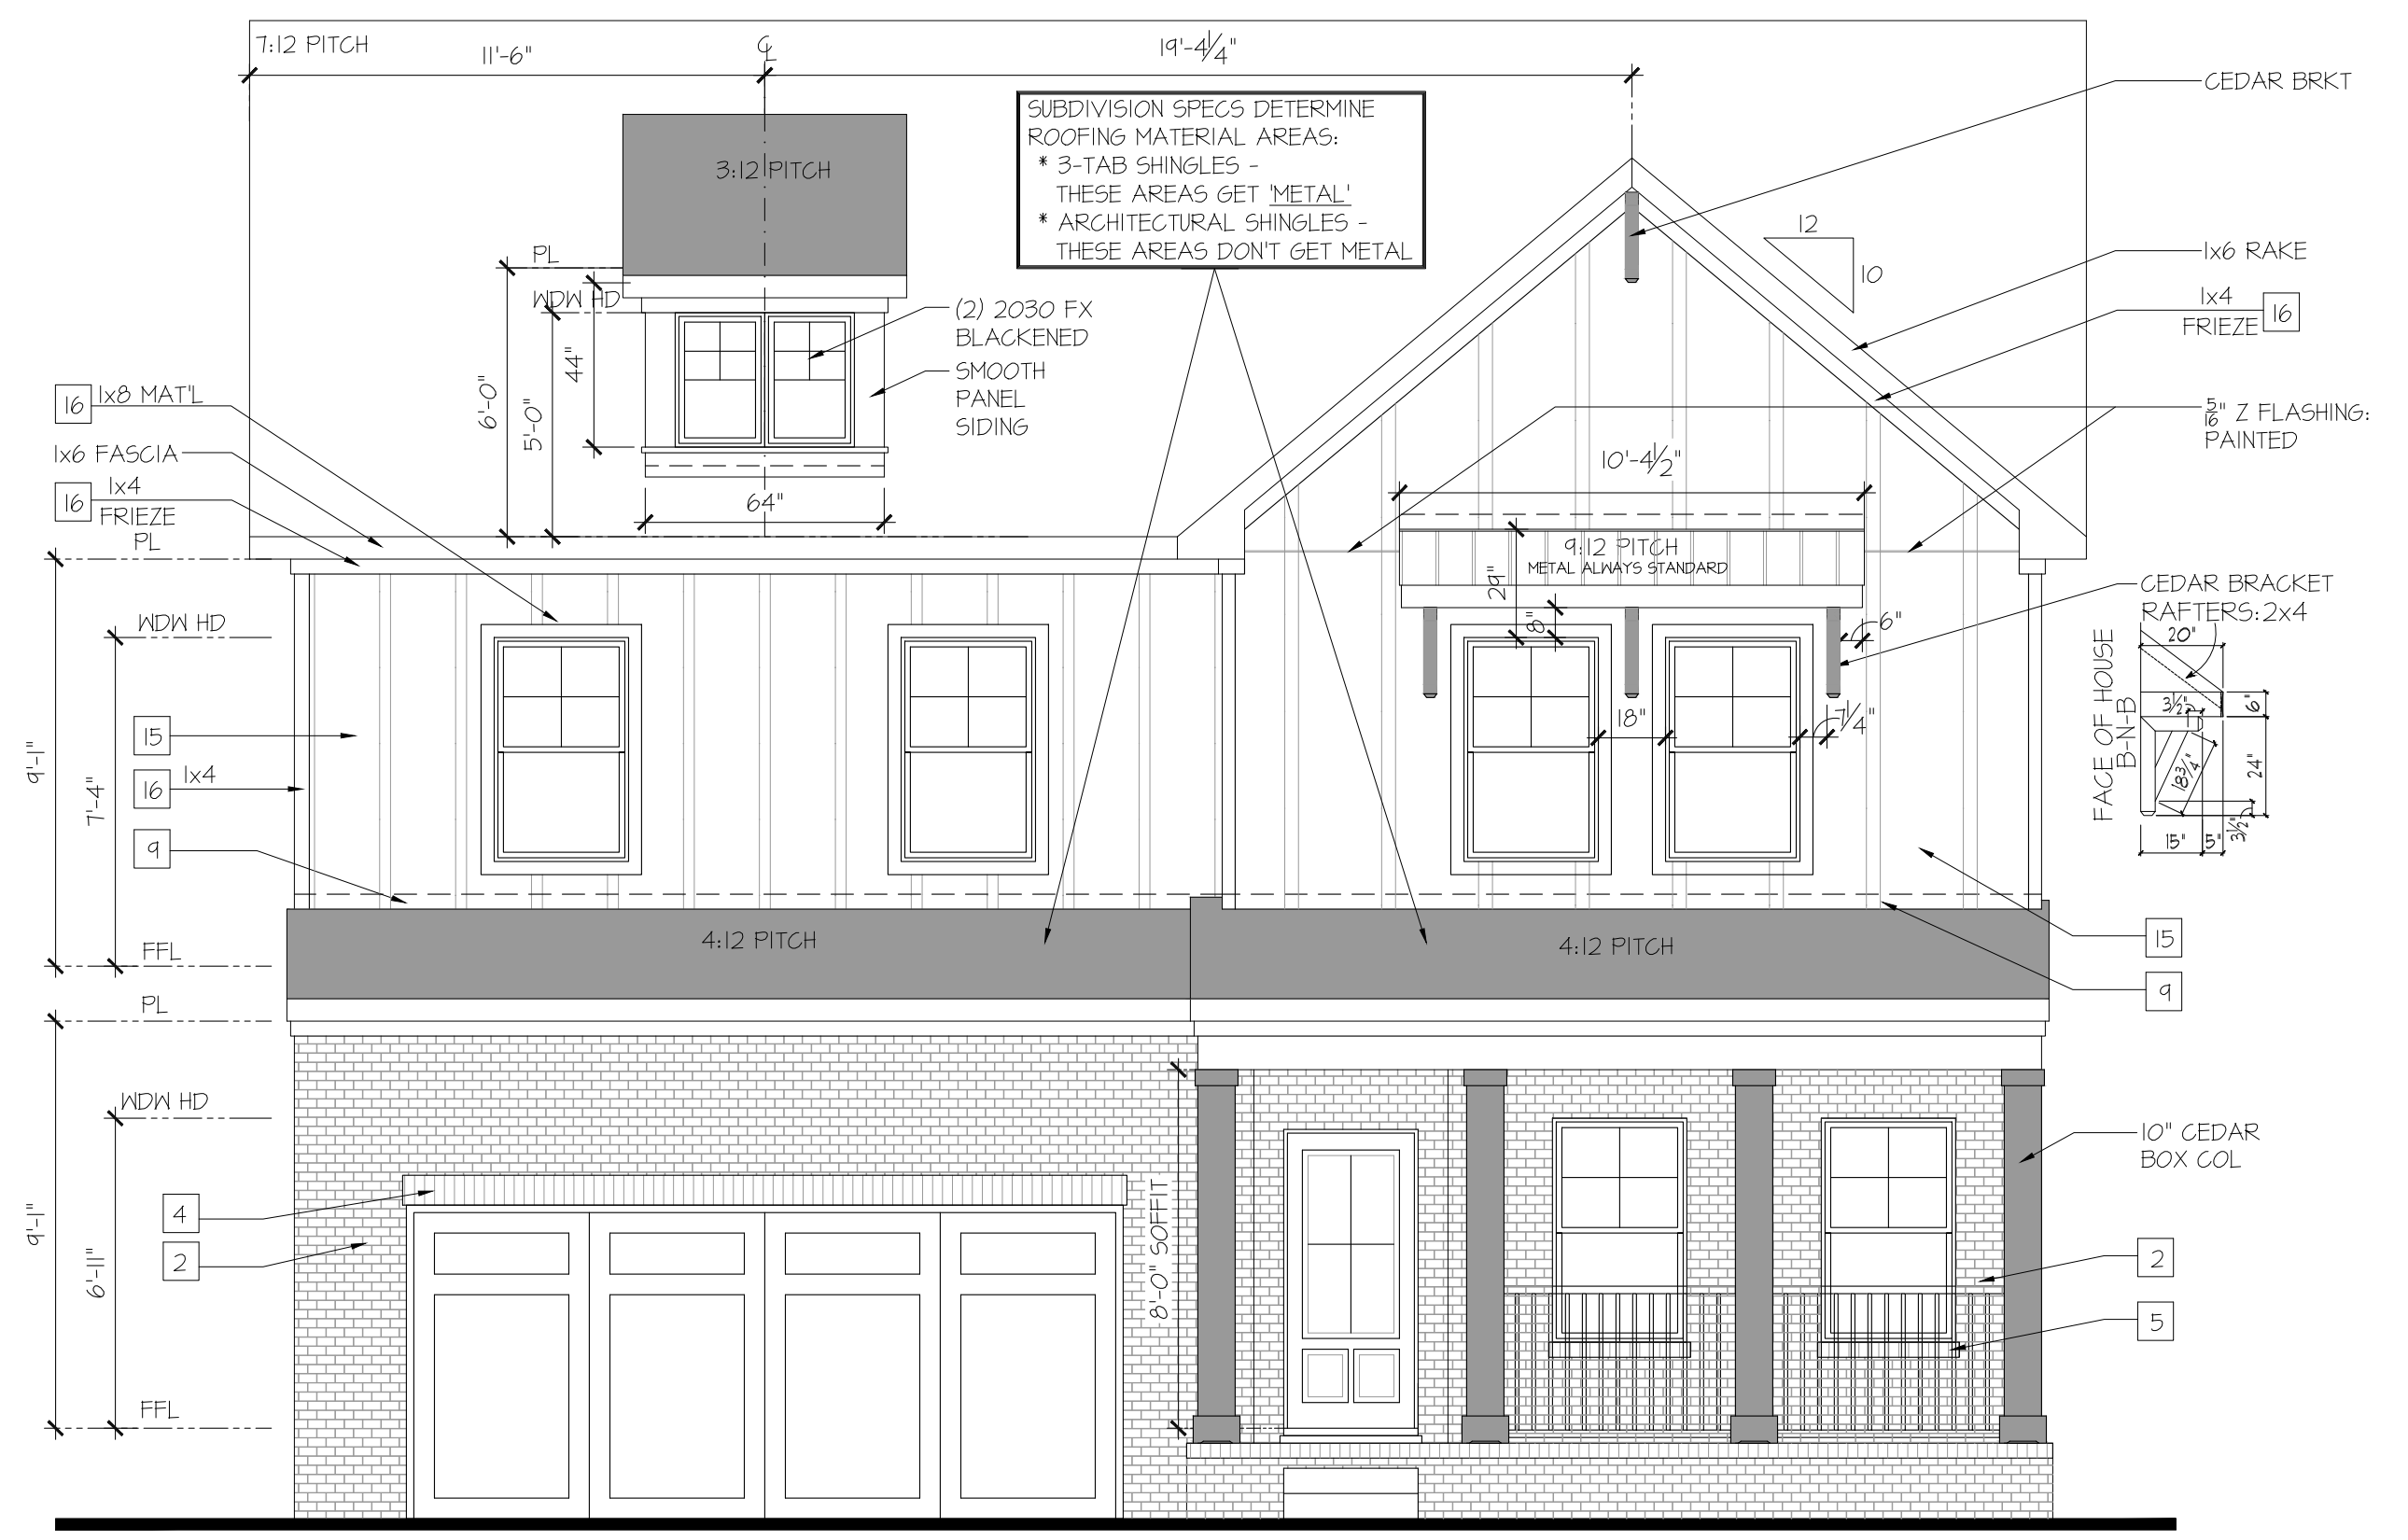 7:12 PITCH
11'-6"
℄
19'-4 1/4"
CEDAR BRKT
SUBDIVISION SPECS DETERMINE
ROOFING MATERIAL AREAS:
* 3-TAB SHINGLES -
THESE AREAS GET 'METAL'
* ARCHITECTURAL SHINGLES -
THESE AREAS DON'T GET METAL
3:12 PITCH
12
10
1x6 RAKE
1x4
FRIEZE 16
PL
WDW HD
(2) 2030 FX
BLACKENED
SMOOTH
PANEL
SIDING
44"
6'-0"
5'-0"
64"
16 1x8 MAT'L
1x6 FASCIA
16 1x4
FRIEZE
PL
5/16" Z FLASHING:
PAINTED
10'-4 1/2"
9:12 PITCH
METAL ALWAYS STANDARD
29"
8"
6"
18"
7 1/4"
CEDAR BRACKET
RAFTERS: 2x4
20"
FACE OF HOUSE
B-N-B
3 1/2"
6"
18 3/4"
24"
3 1/2"
15"
5"
WDW HD
9'-1"
7'-4"
15
16 1x4
9
FFL
4:12 PITCH
4:12 PITCH
15
9
PL
WDW HD
9'-1"
6'-11"
4
2
FFL
8'-0" SOFFIT
10" CEDAR
BOX COL
2
5